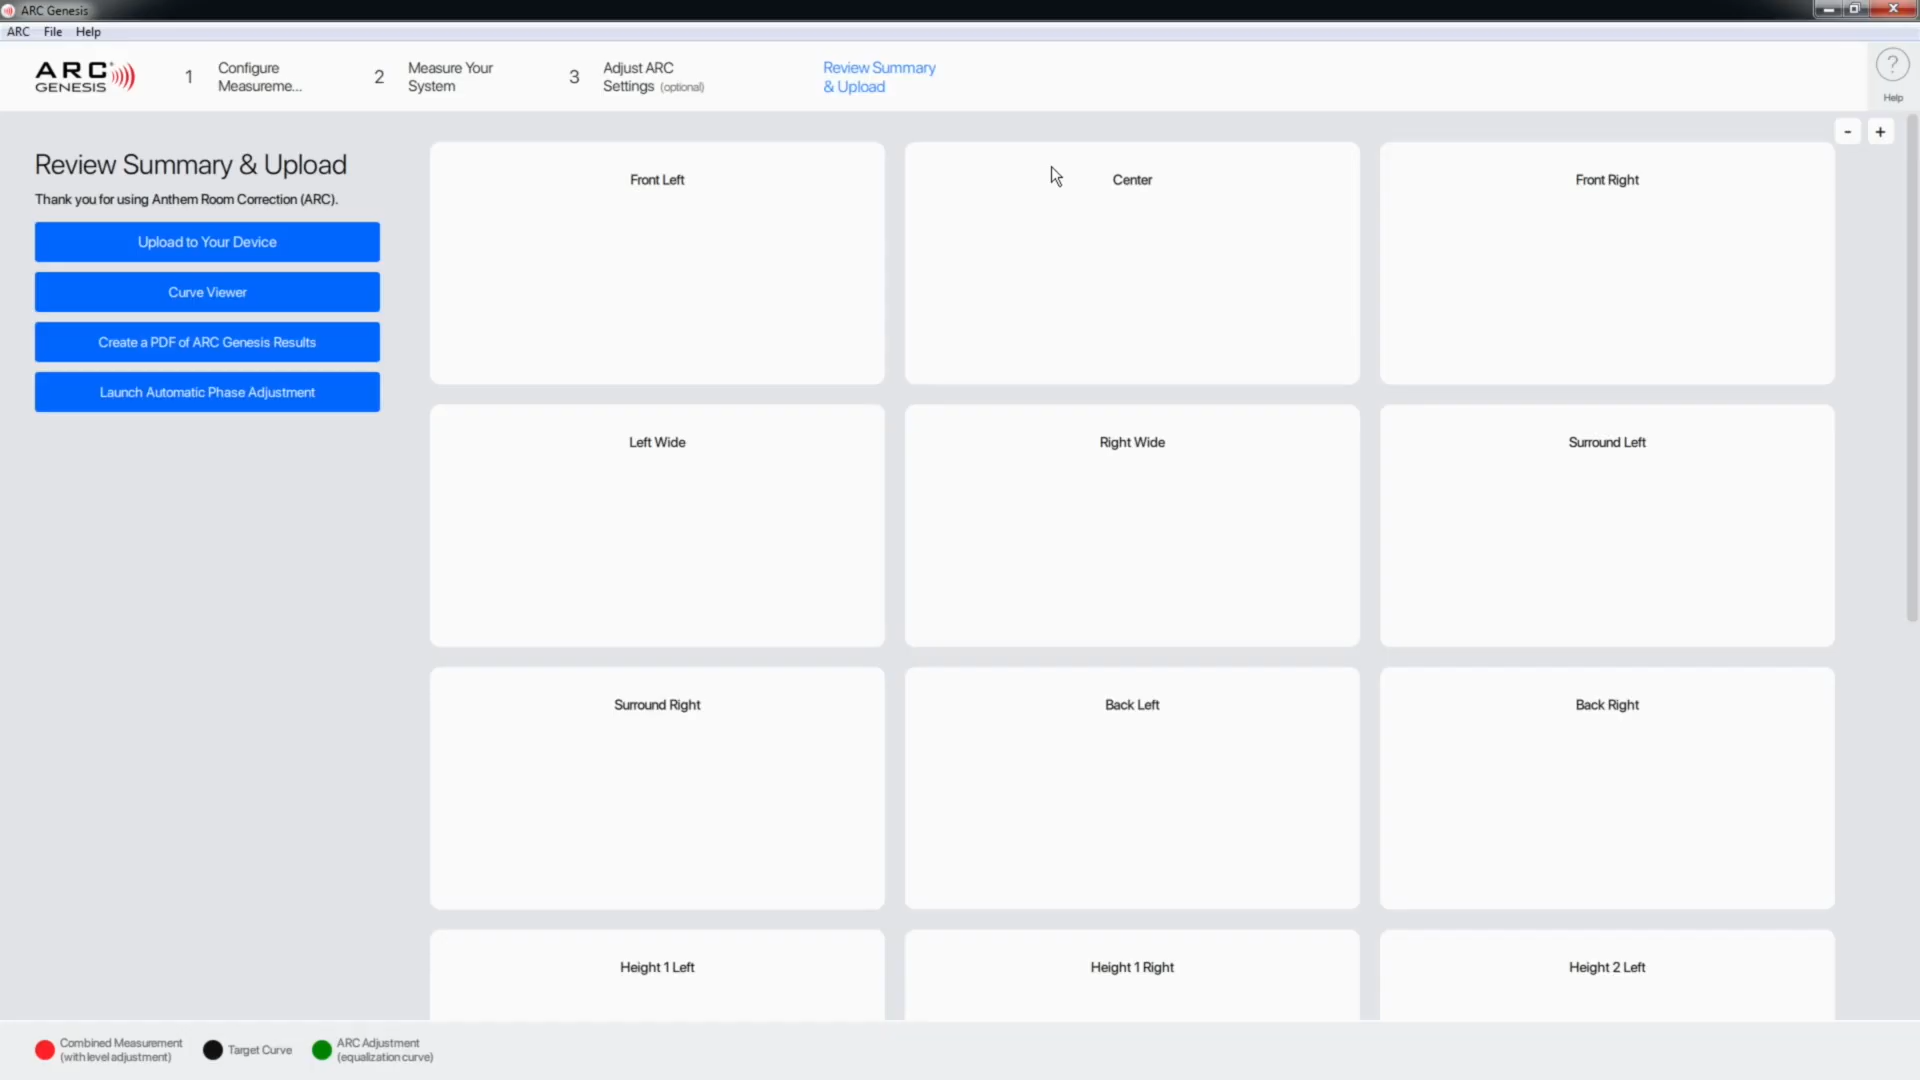 ARC Genesis
ARC File Help
ARC
GENESIS
1
Configure
Measureme...
2
Measure Your
System
3
Adjust ARC
Settings (optional)
Review Summary
& Upload
?
Help
- +
Review Summary & Upload
Thank you for using Anthem Room Correction (ARC).
Upload to Your Device
Curve Viewer
Create a PDF of ARC Genesis Results
Launch Automatic Phase Adjustment
Front Left
Center
Front Right
Left Wide
Right Wide
Surround Left
Surround Right
Back Left
Back Right
Height 1 Left
Height 1 Right
Height 2 Left
Combined Measurement
(with level adjustment)
Target Curve
ARC Adjustment
(equalization curve)